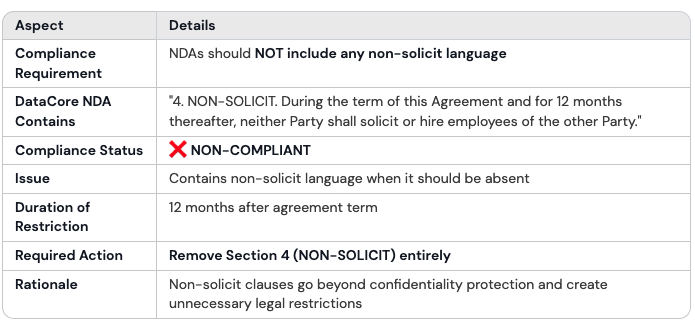 Aspect Details
Compliance Requirement
NDAs should NOT include any non-solicit language
DataCore NDA Contains
"4. NON-SOLICIT. During the term of this Agreement and for 12 months
thereafter, neither Party shall solicit or hire employees of the other Party."
Compliance Status ❌ NON-COMPLIANT
Issue Contains non-solicit language when it should be absent
Duration of Restriction
12 months after agreement term
Required Action Remove Section 4 (NON-SOLICIT) entirely
Rationale Non-solicit clauses go beyond confidentiality protection and create
unnecessary legal restrictions